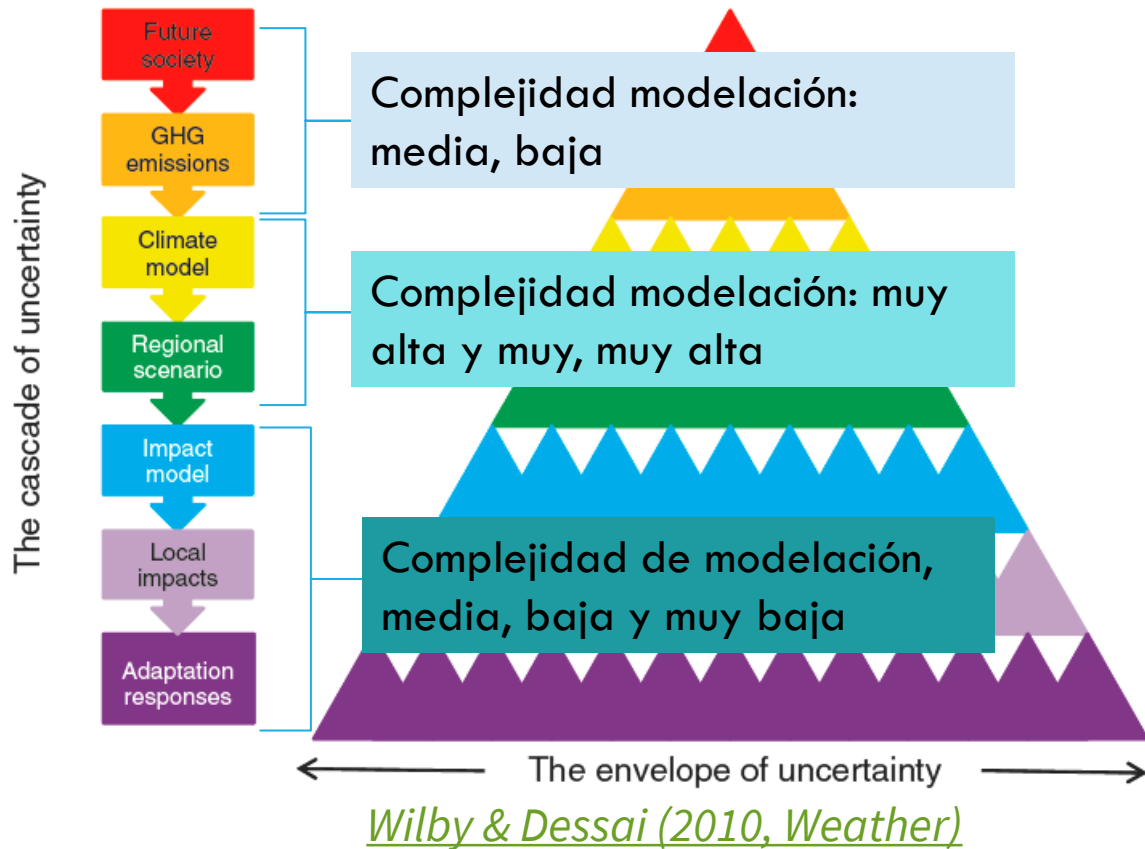 The cascade of uncertainty
Future
society
GHG
emissions
Climate
model
Regional
scenario
Impact
model
Local
impacts
Adaptation
responses
Complejidad modelación:
media, baja
Complejidad modelación: muy
alta y muy, muy alta
Complejidad de modelación,
media, baja y muy baja
The envelope of uncertainty
Wilby & Dessai (2010, Weather)